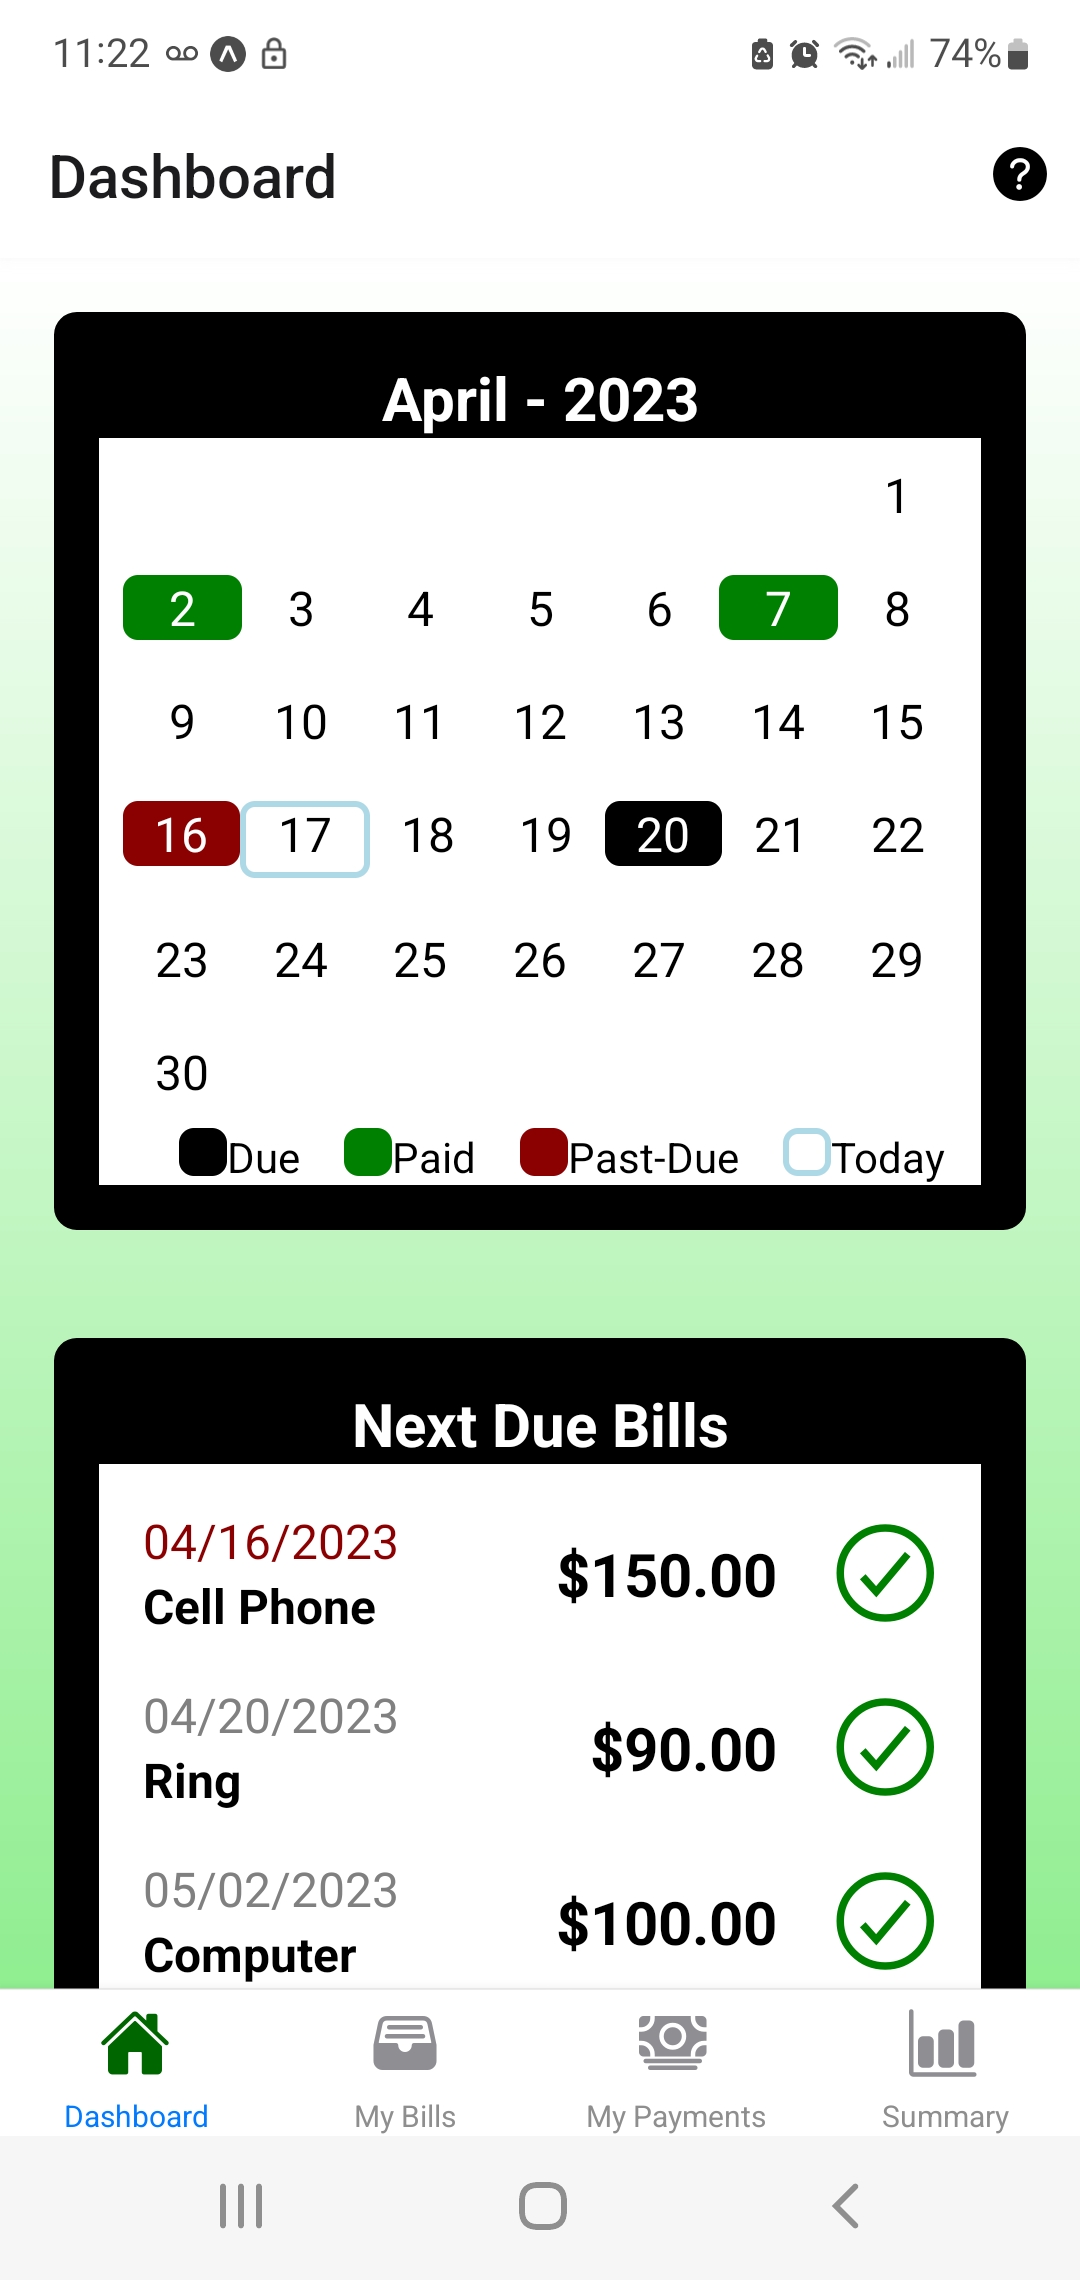 11:22 74%
Dashboard ?
April - 2023
1
2 3 4 5 6 7 8
9 10 11 12 13 14 15
16 17 18 19 20 21 22
23 24 25 26 27 28 29
30
Due Paid Past-Due Today
Next Due Bills
04/16/2023
Cell Phone $150.00
04/20/2023
Ring $90.00
05/02/2023
Computer $100.00
Dashboard My Bills My Payments Summary